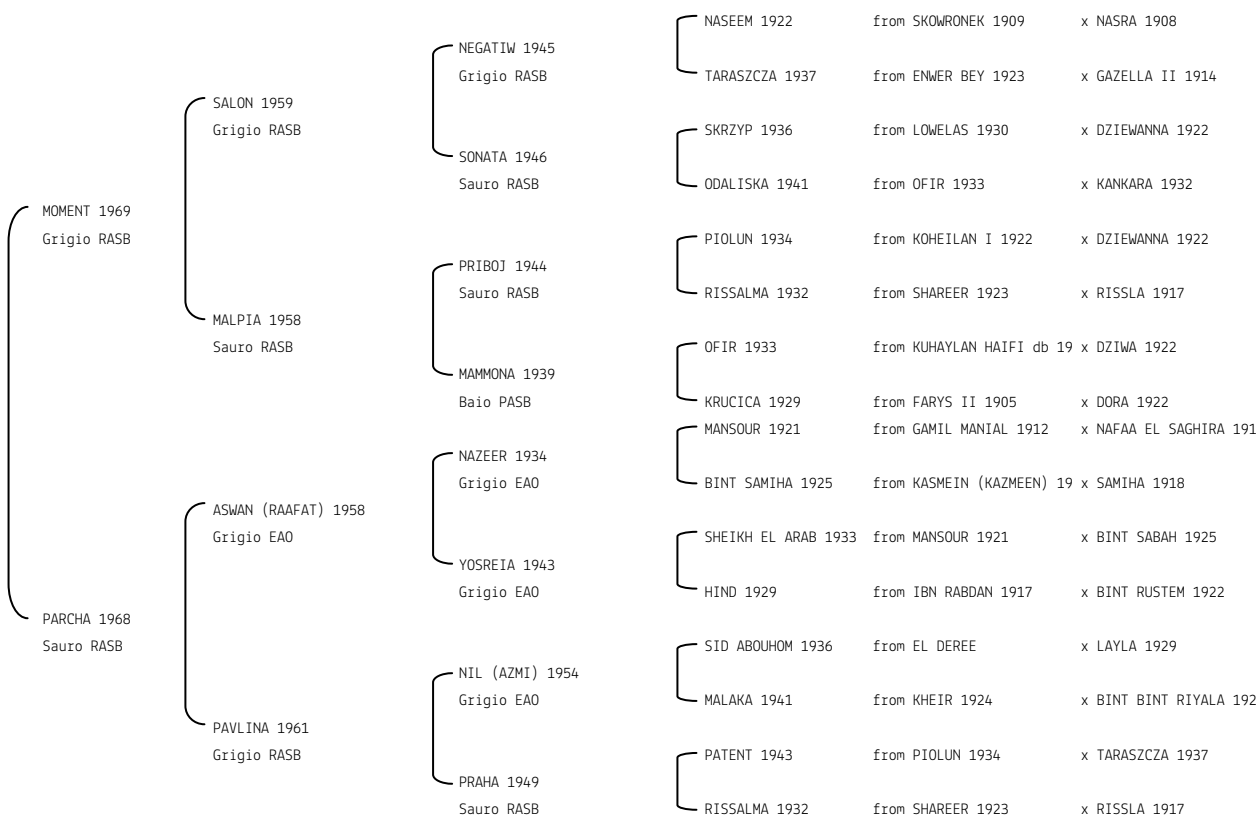 NASEEM 1922 from SKOWRONEK 1909 x NASRA 1908
NEGATIW 1945
Grigio RASB
TARASZCZA 1937 from ENWER BEY 1923 x GAZELLA II 1914
SALON 1959
Grigio RASB
SKRZYP 1936 from LOWELAS 1930 x DZIEWANNA 1922
SONATA 1946
Sauro RASB
ODALISKA 1941 from OFIR 1933 x KANKARA 1932
MOMENT 1969
Grigio RASB
PIOLUN 1934 from KOHEILAN I 1922 x DZIEWANNA 1922
PRIBOJ 1944
Sauro RASB
RISSALMA 1932 from SHAREER 1923 x RISSLA 1917
MALPIA 1958
Sauro RASB
OFIR 1933 from KUHAYLAN HAIFI db 19 x DZIWA 1922
MAMMONA 1939
Baio PASB
KRUCICA 1929 from FARYS II 1905 x DORA 1922
MANSOUR 1921 from GAMIL MANIAL 1912 x NAFAA EL SAGHIRA 191
NAZEER 1934
Grigio EAO
BINT SAMIHA 1925 from KASMEIN (KAZMEEN) 19 x SAMIHA 1918
ASWAN (RAAFAT) 1958
Grigio EAO
SHEIKH EL ARAB 1933 from MANSOUR 1921 x BINT SABAH 1925
YOSREIA 1943
Grigio EAO
HIND 1929 from IBN RABDAN 1917 x BINT RUSTEM 1922
PARCHA 1968
Sauro RASB
SID ABOUHOM 1936 from EL DEREE x LAYLA 1929
NIL (AZMI) 1954
Grigio EAO
MALAKA 1941 from KHEIR 1924 x BINT BINT RIYALA 192
PAVLINA 1961
Grigio RASB
PATENT 1943 from PIOLUN 1934 x TARASZCZA 1937
PRAHA 1949
Sauro RASB
RISSALMA 1932 from SHAREER 1923 x RISSLA 1917